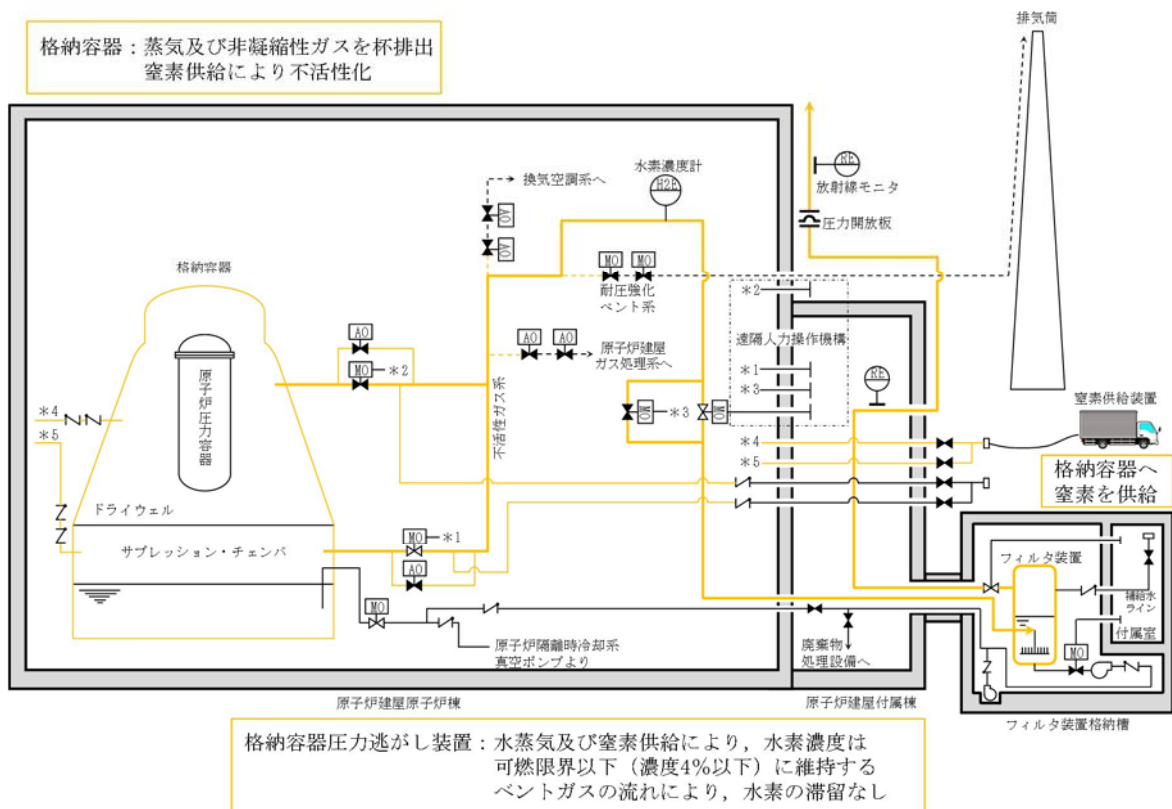 格納容器：蒸気及び非凝縮性ガスを杯排出
窒素供給により不活性化
排気筒
水素濃度計
H2E
換気空調系へ
AO
AO
RE
放射線モニタ
圧力開放板
格納容器
MO
MO
耐圧強化
ベント系
*2
遠隔人力操作機構
AO
AO
AO
原子炉建屋
ガス処理系へ
MO
*2
*1
*3
RE
原子炉圧力容器
不活性ガス系
MO
*3
MO
窒素供給装置
*4
*5
*4
*5
格納容器へ
窒素を供給
ドライウェル
サプレッション・チェンバ
MO
*1
AO
フィルタ装置
補給水
ライン
付属室
MO
MO
原子炉隔離時冷却系
真空ポンプより
廃棄物
処理設備へ
原子炉建屋原子炉棟
原子炉建屋付属棟
フィルタ装置格納槽
格納容器圧力逃がし装置：水蒸気及び窒素供給により，水素濃度は
可燃限界以下（濃度4%以下）に維持する
ベントガスの流れにより，水素の滞留なし